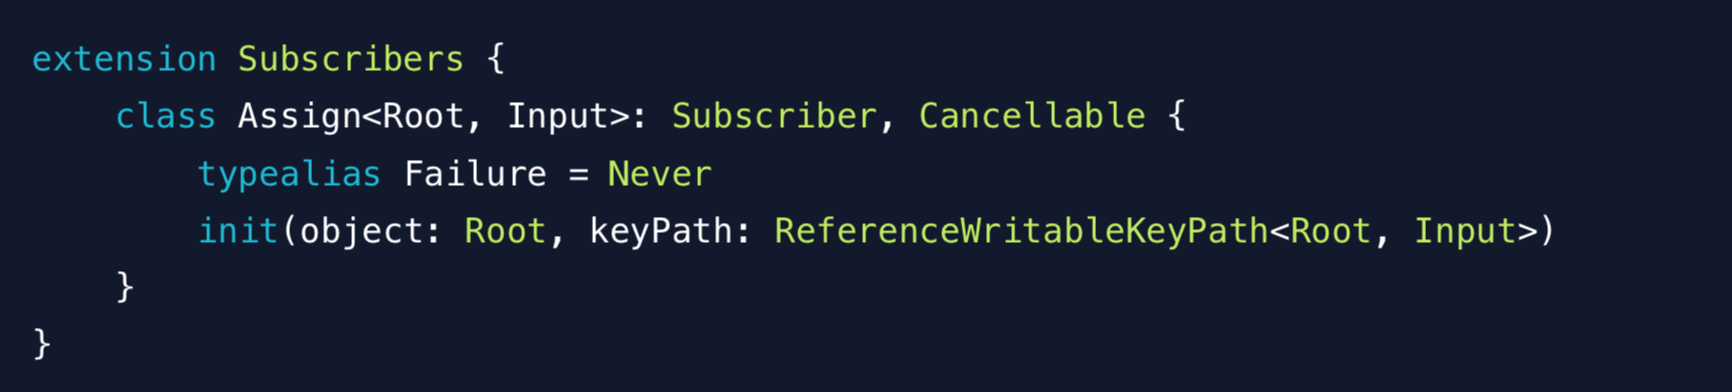 extension Subscribers {
    class Assign<Root, Input>: Subscriber, Cancellable {
        typealias Failure = Never
        init(object: Root, keyPath: ReferenceWritableKeyPath<Root, Input>)
    }
}